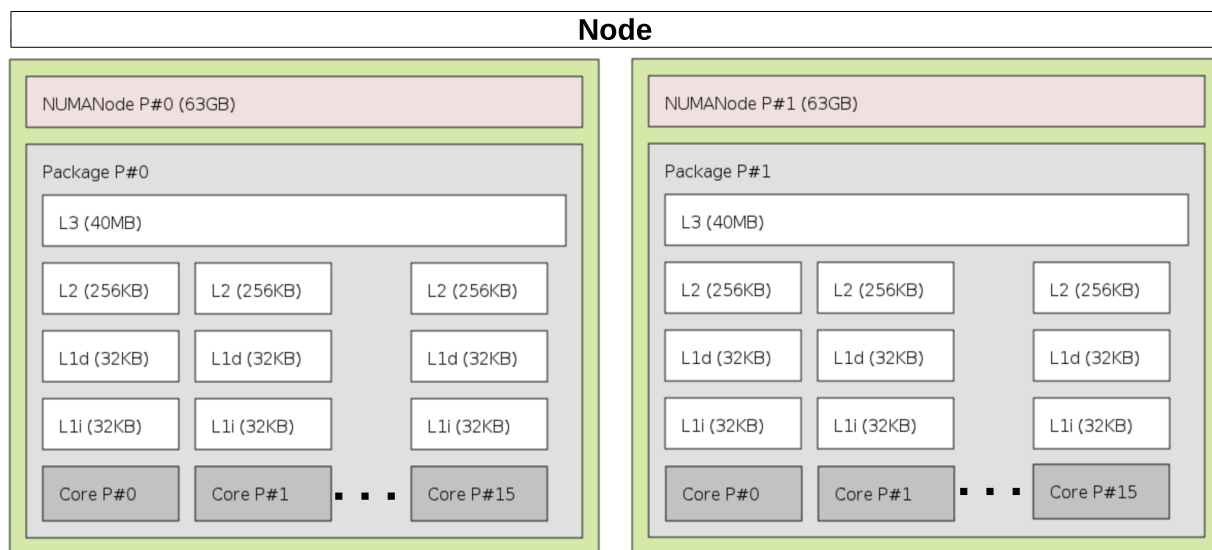 Node
NUMANode P#0 (63GB)
Package P#0
L3 (40MB)
L2 (256KB) L2 (256KB) L2 (256KB)
L1d (32KB) L1d (32KB) L1d (32KB)
L1i (32KB) L1i (32KB) L1i (32KB)
Core P#0 Core P#1 . . . Core P#15
NUMANode P#1 (63GB)
Package P#1
L3 (40MB)
L2 (256KB) L2 (256KB) L2 (256KB)
L1d (32KB) L1d (32KB) L1d (32KB)
L1i (32KB) L1i (32KB) L1i (32KB)
Core P#0 Core P#1 . . . Core P#15